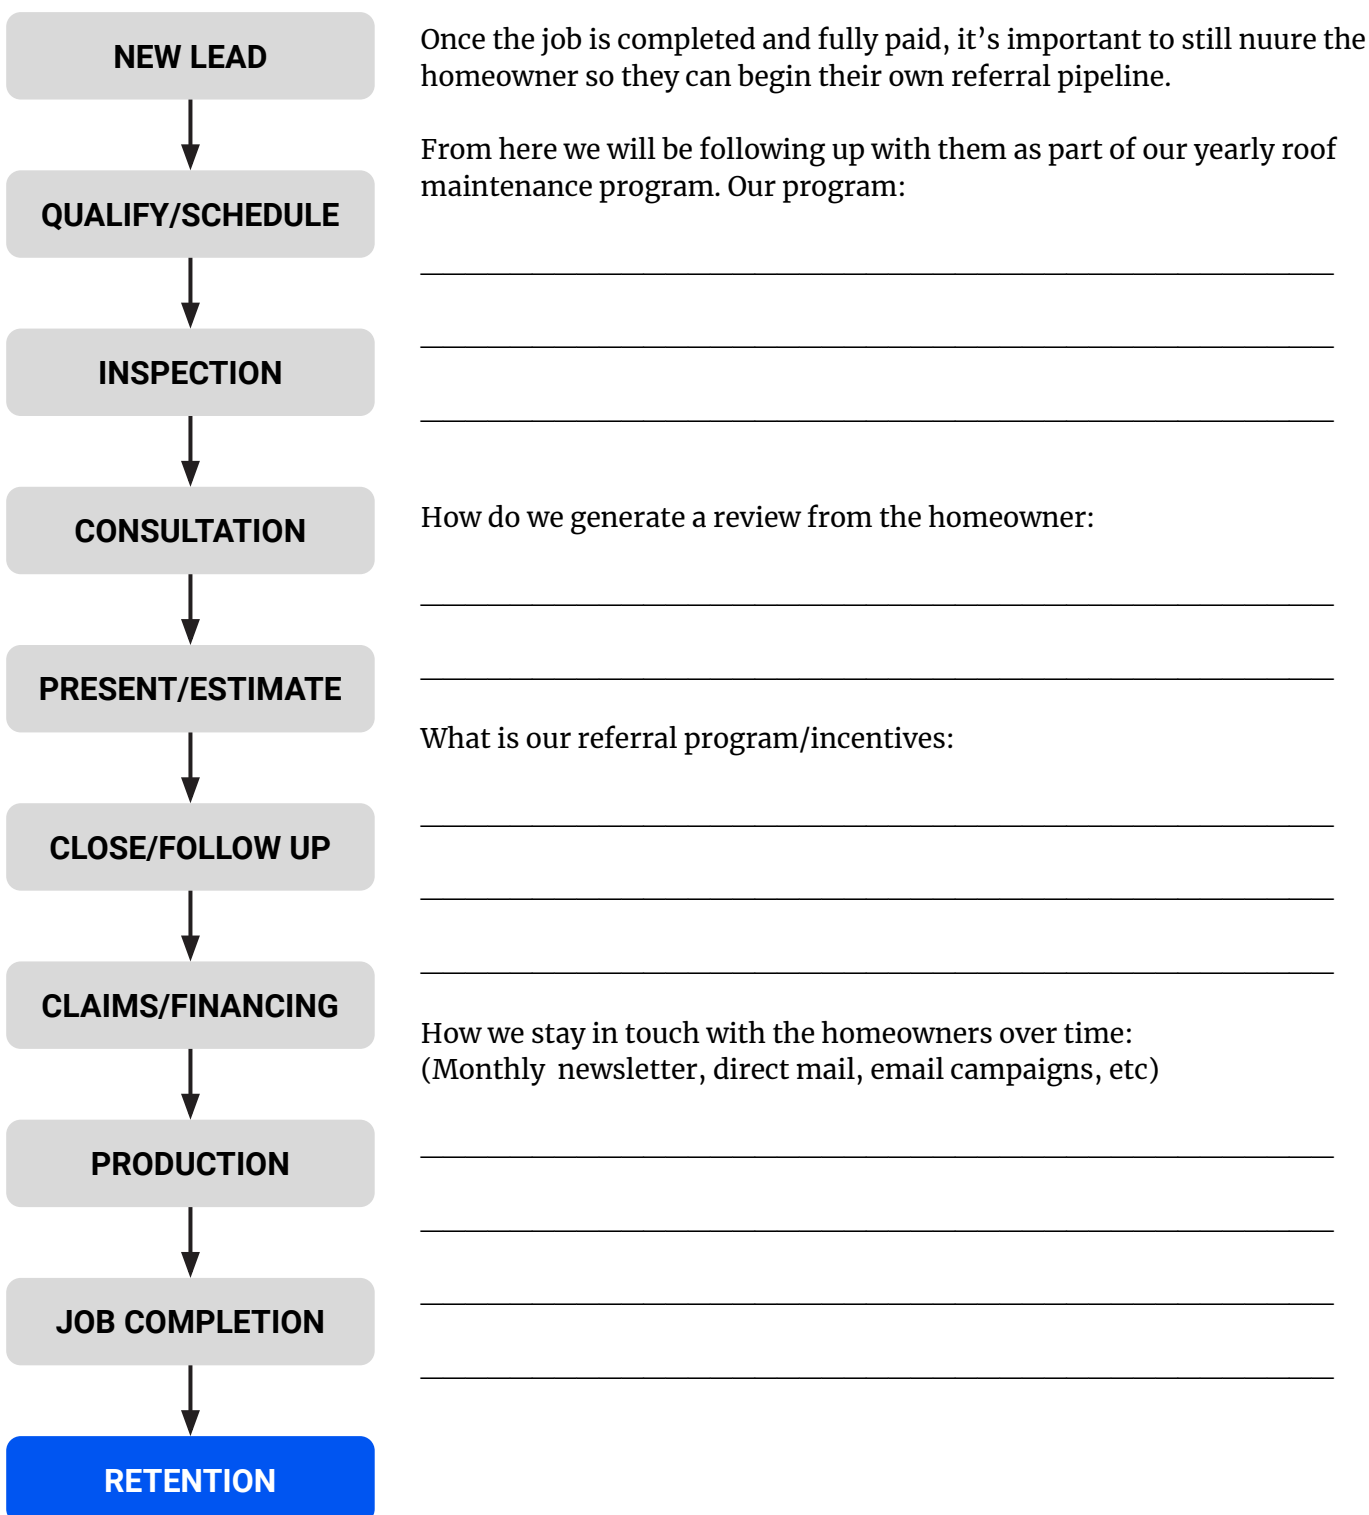 NEW LEAD
QUALIFY/SCHEDULE
INSPECTION
CONSULTATION
PRESENT/ESTIMATE
CLOSE/FOLLOW UP
CLAIMS/FINANCING
PRODUCTION
JOB COMPLETION
RETENTION
Once the job is completed and fully paid, it’s important to still nuure the
homeowner so they can begin their own referral pipeline.
From here we will be following up with them as part of our yearly roof
maintenance program. Our program:
How do we generate a review from the homeowner:
What is our referral program/incentives:
How we stay in touch with the homeowners over time:
(Monthly  newsletter, direct mail, email campaigns, etc)